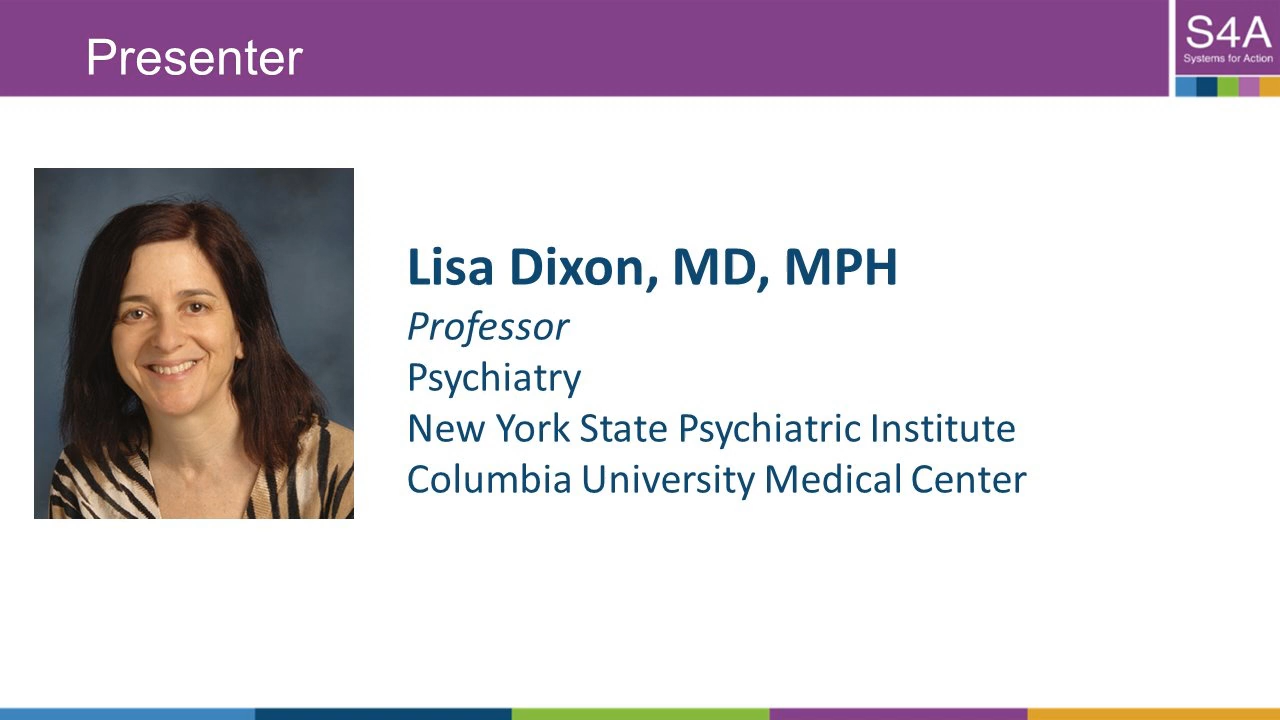 Presenter
S4A
Systems for Action
Lisa Dixon, MD, MPH
Professor
Psychiatry
New York State Psychiatric Institute
Columbia University Medical Center